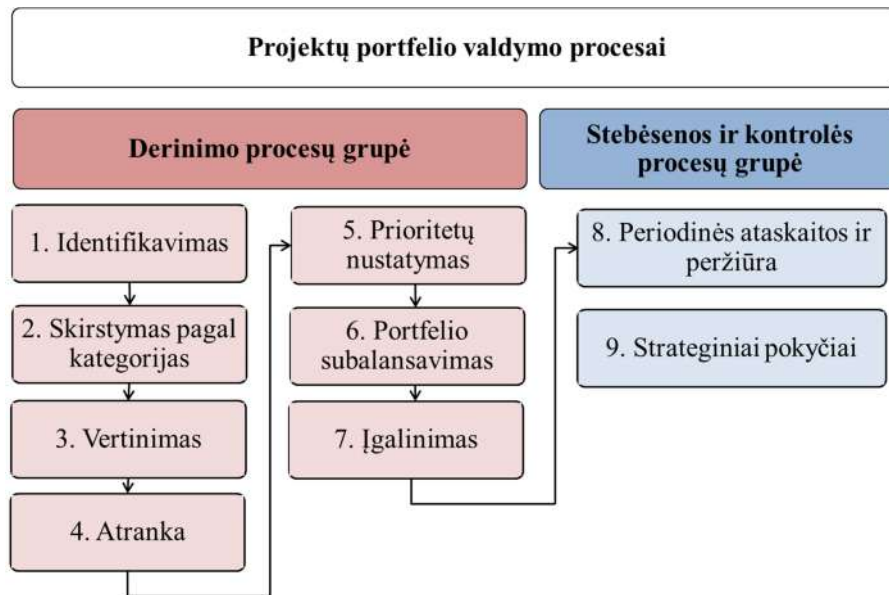 Projektų portfelio valdymo procesai
Derinimo procesų grupė
Stebėsenos ir kontrolės
procesų grupė
1. Identifikavimas
2. Skirstymas pagal
kategorijas
3. Vertinimas
4. Atranka
5. Prioritetų
nustatymas
6. Portfelio
subalansavimas
7. Įgalinimas
8. Periodinės ataskaitos ir
peržiūra
9. Strateginiai pokyčiai